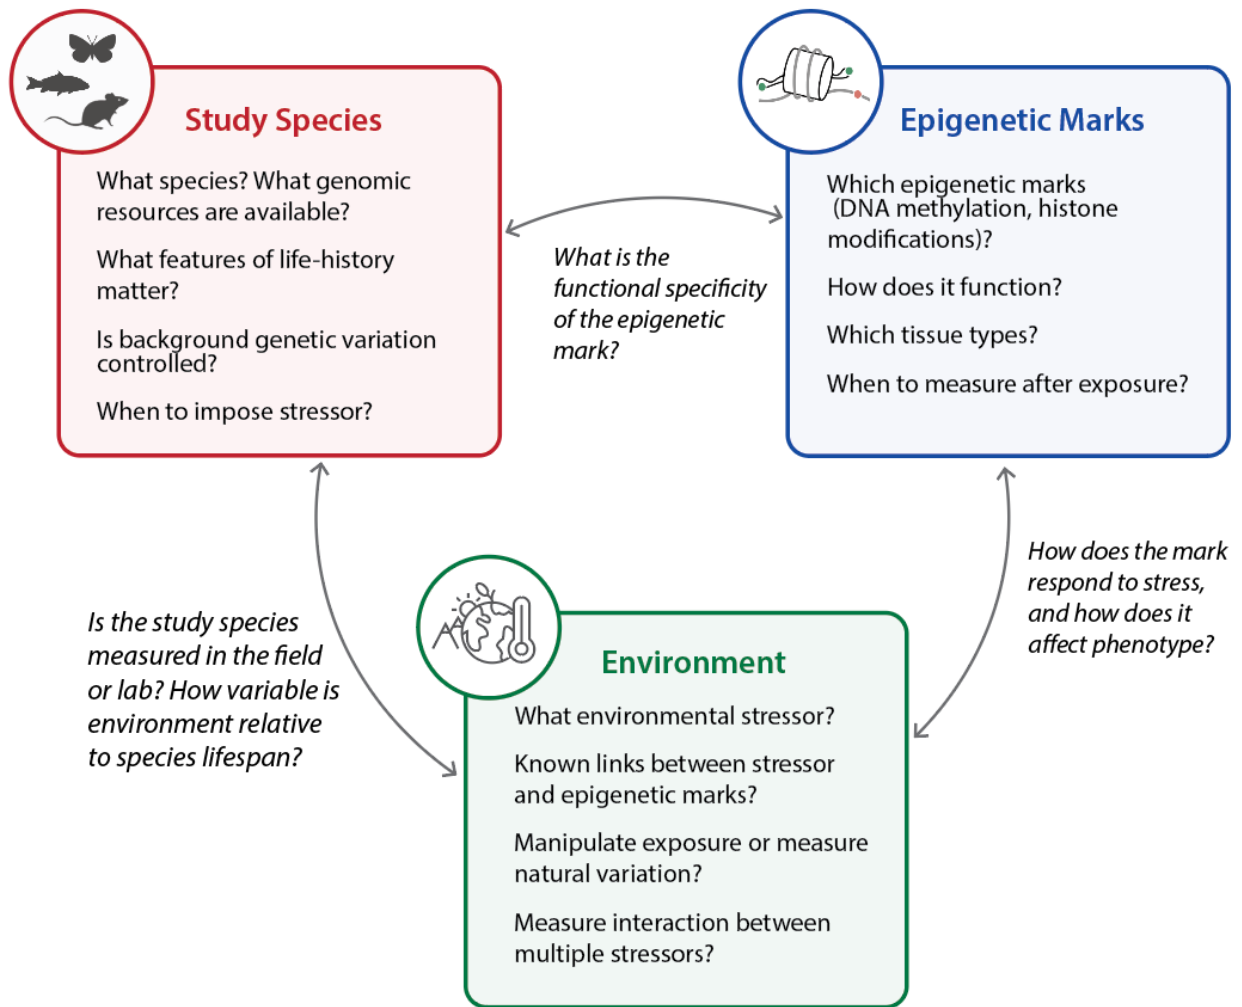 Study Species
What species? What genomic
resources are available?
What features of life-history
matter?
Is background genetic variation
controlled?
When to impose stressor?
What is the
functional specificity
of the epigenetic
mark?
Epigenetic Marks
Which epigenetic marks
(DNA methylation, histone
modifications)?
How does it function?
Which tissue types?
When to measure after exposure?
Is the study species
measured in the field
or lab? How variable is
environment relative
to species lifespan?
Environment
What environmental stressor?
Known links between stressor
and epigenetic marks?
Manipulate exposure or measure
natural variation?
Measure interaction between
multiple stressors?
How does the mark
respond to stress,
and how does it
affect phenotype?